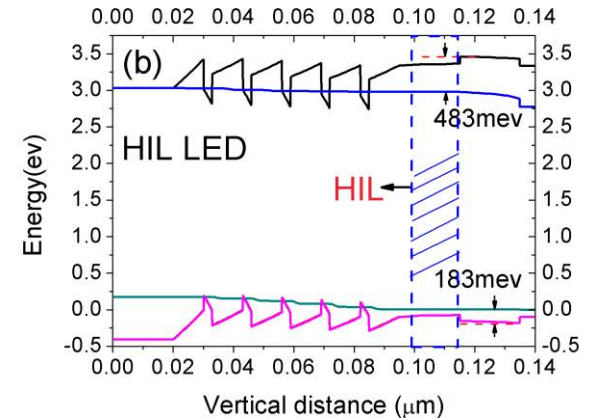 0.00 0.02 0.04 0.06 0.08 0.10 0.12 0.14
(b)
3.5 3.5
3.0 3.0
483mev
2.5 2.5
HIL LED
2.0 2.0
HIL
1.5 1.5
1.0 1.0
0.5 0.5
183mev
0.0 0.0
-0.5 -0.5
0.00 0.02 0.04 0.06 0.08 0.10 0.12 0.14
Energy(ev)
Vertical distance (μm)